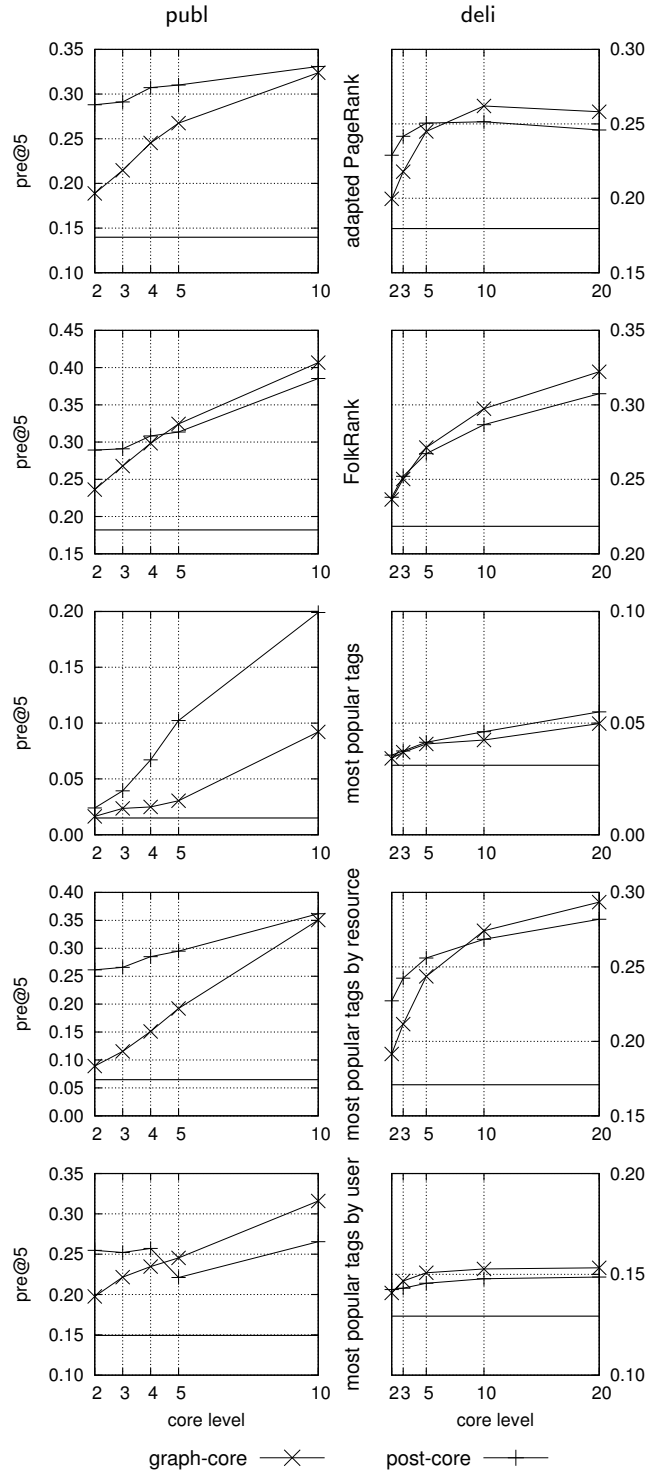 publ deli
0.35
0.30
0.25
0.20
0.15
0.10
pre@5
2 3 4 5 10
adapted PageRank
0.30
0.25
0.20
0.15
2 3 5 10 20
0.45
0.40
0.35
0.30
0.25
0.20
0.15
pre@5
2 3 4 5 10
FolkRank
0.35
0.30
0.25
0.20
2 3 5 10 20
0.20
0.15
0.10
0.05
0.00
pre@5
2 3 4 5 10
most popular tags
0.10
0.05
0.00
2 3 5 10 20
0.40
0.35
0.30
0.25
0.20
0.15
0.10
0.05
0.00
pre@5
2 3 4 5 10
most popular tags by resource
0.30
0.25
0.20
0.15
2 3 5 10 20
0.35
0.30
0.25
0.20
0.15
0.10
pre@5
2 3 4 5 10
core level
most popular tags by user
0.20
0.15
0.10
2 3 5 10 20
core level
graph-core post-core